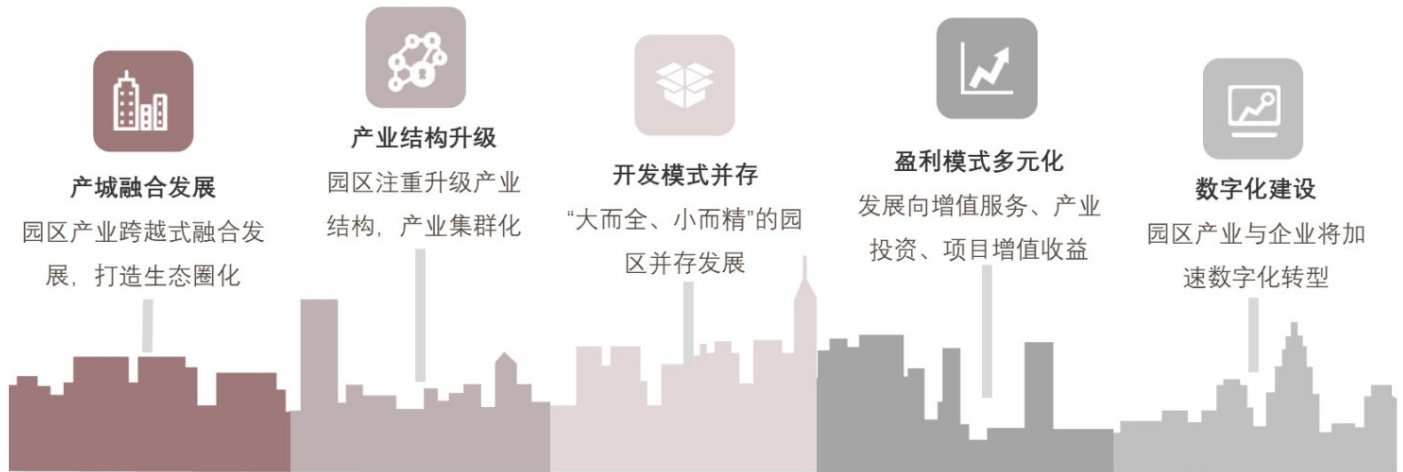 产城融合发展
园区产业跨越式融合发
展，打造生态圈化
产业结构升级
园区注重升级产业
结构，产业集群化
开发模式并存
“大而全、小而精”的园
区并存发展
盈利模式多元化
发展向增值服务、产业
投资、项目增值收益
数字化建设
园区产业与企业将加
速数字化转型